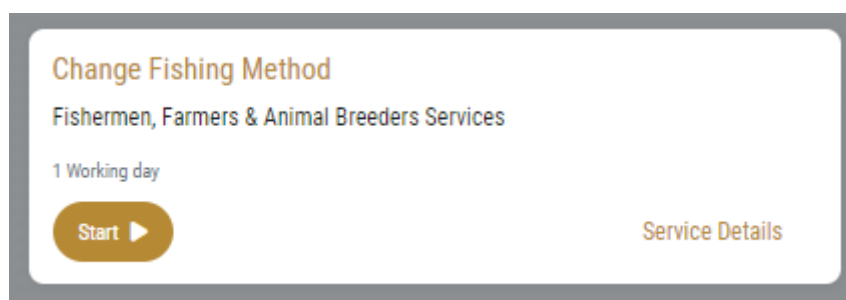 Change Fishing Method
Fishermen, Farmers & Animal Breeders Services
1 Working day
Start
Service Details